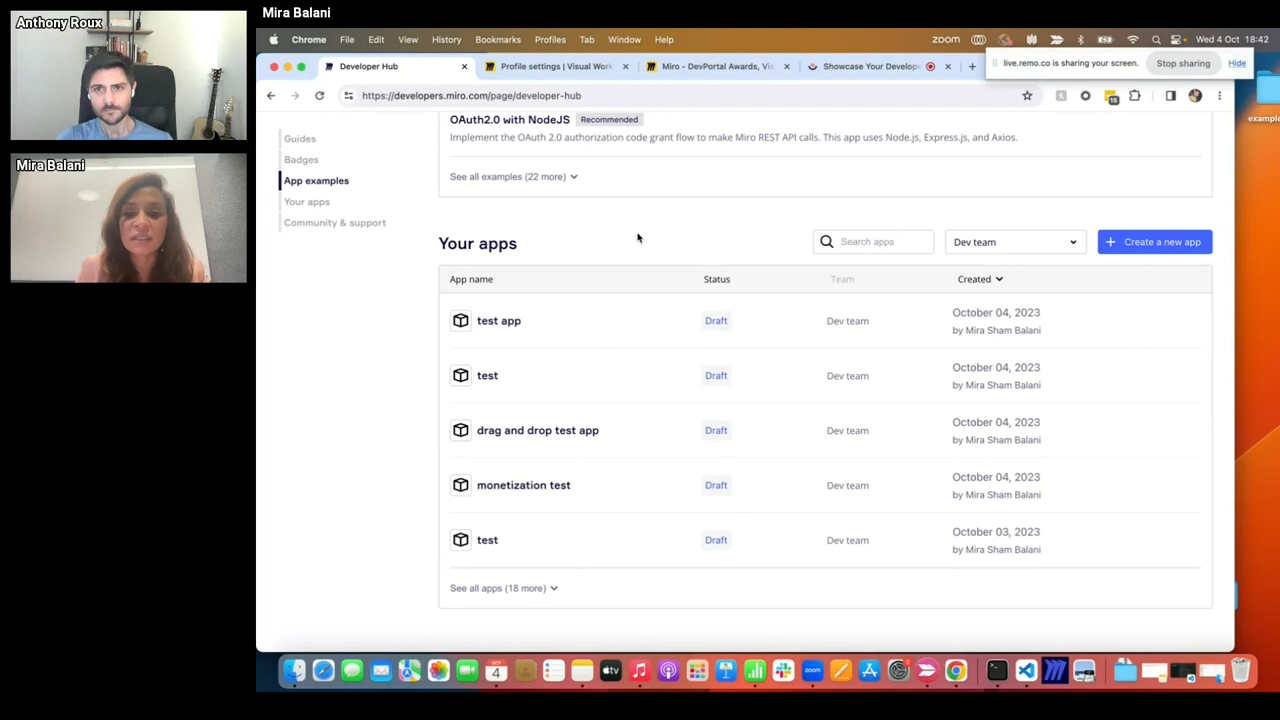 Anthony Roux
Mira Balani
Mira Balani
Chrome File Edit View History Bookmarks Profiles Tab Window Help
zoom
Wed 4 Oct 18:42
Developer Hub
Profile settings | Visual Work
Miro - DevPortal Awards, Vis
Showcase Your Develope
live.remo.co is sharing your screen.
Stop sharing
Hide
https://developers.miro.com/page/developer-hub
example
Guides
Badges
App examples
Your apps
Community & support
OAuth2.0 with NodeJS Recommended
Implement the OAuth 2.0 authorization code grant flow to make Miro REST API calls. This app uses Node.js, Express.js, and Axios.
See all examples (22 more)
Your apps
Search apps
Dev team
+ Create a new app
App name Status Team Created
test app Draft Dev team October 04, 2023
by Mira Sham Balani
test Draft Dev team October 04, 2023
by Mira Sham Balani
drag and drop test app Draft Dev team October 04, 2023
by Mira Sham Balani
monetization test Draft Dev team October 04, 2023
by Mira Sham Balani
test Draft Dev team October 03, 2023
by Mira Sham Balani
See all apps (18 more)
OCT
4
tv
zoom